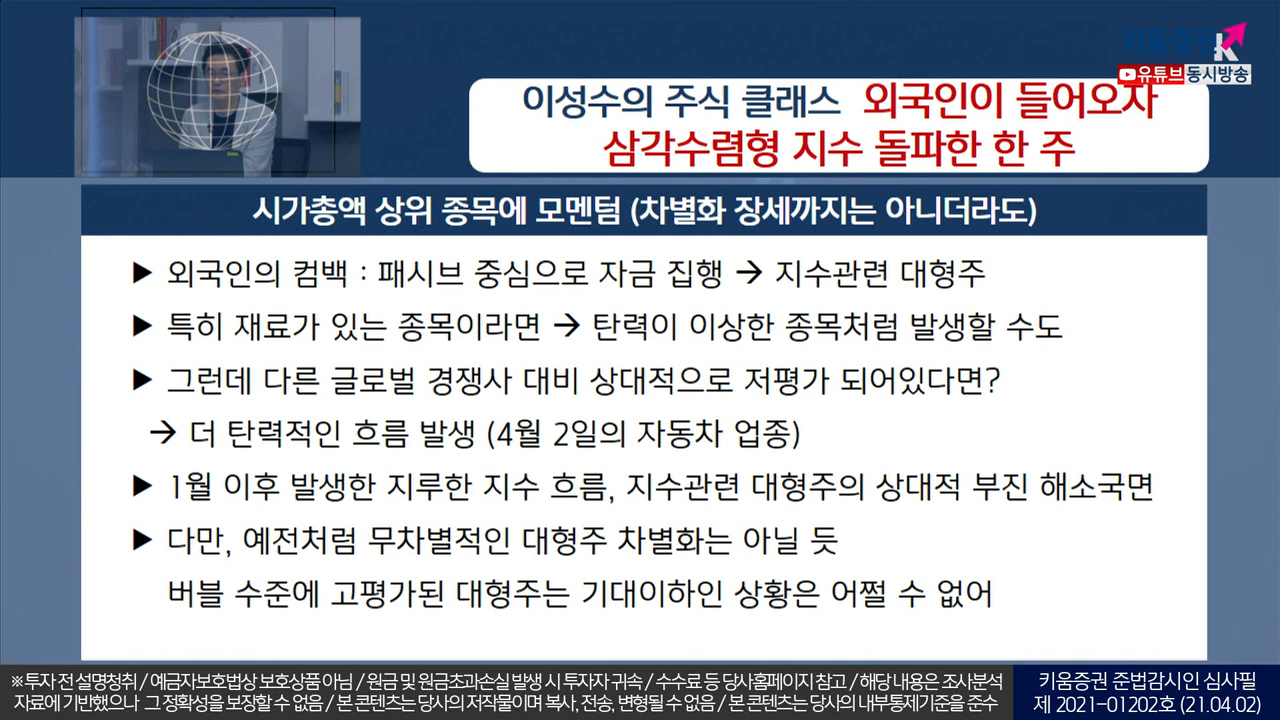 키움증권
유튜브 동시방송
이성수의 주식 클래스 외국인이 들어오자
삼각수렴형 지수 돌파한 한 주
시가총액 상위 종목에 모멘텀 (차별화 장세까지는 아니더라도)
▶ 외국인의 컴백 : 패시브 중심으로 자금 집행 → 지수관련 대형주
▶ 특히 재료가 있는 종목이라면 → 탄력이 이상한 종목처럼 발생할 수도
▶ 그런데 다른 글로벌 경쟁사 대비 상대적으로 저평가 되어있다면?
→ 더 탄력적인 흐름 발생 (4월 2일의 자동차 업종)
▶ 1월 이후 발생한 지루한 지수 흐름, 지수관련 대형주의 상대적 부진 해소국면
▶ 다만, 예전처럼 무차별적인 대형주 차별화는 아닐 듯
버블 수준에 고평가된 대형주는 기대이하인 상황은 어쩔 수 없어
※투자 전 설명청취 / 예금자보호법상 보호상품 아님 / 원금 및 원금초과손실 발생 시 투자자 귀속 / 수수료 등 당사홈페이지 참고 / 해당 내용은 조사분석
자료에 기반했으나 그 정확성을 보장할 수 없음 / 본 콘텐츠는 당사의 저작물이며 복사, 전송, 변형될 수 없음 / 본 콘텐츠는 당사의 내부통제기준을 준수
키움증권 준법감시인 심사필
제 2021-01202호 (21.04.02)